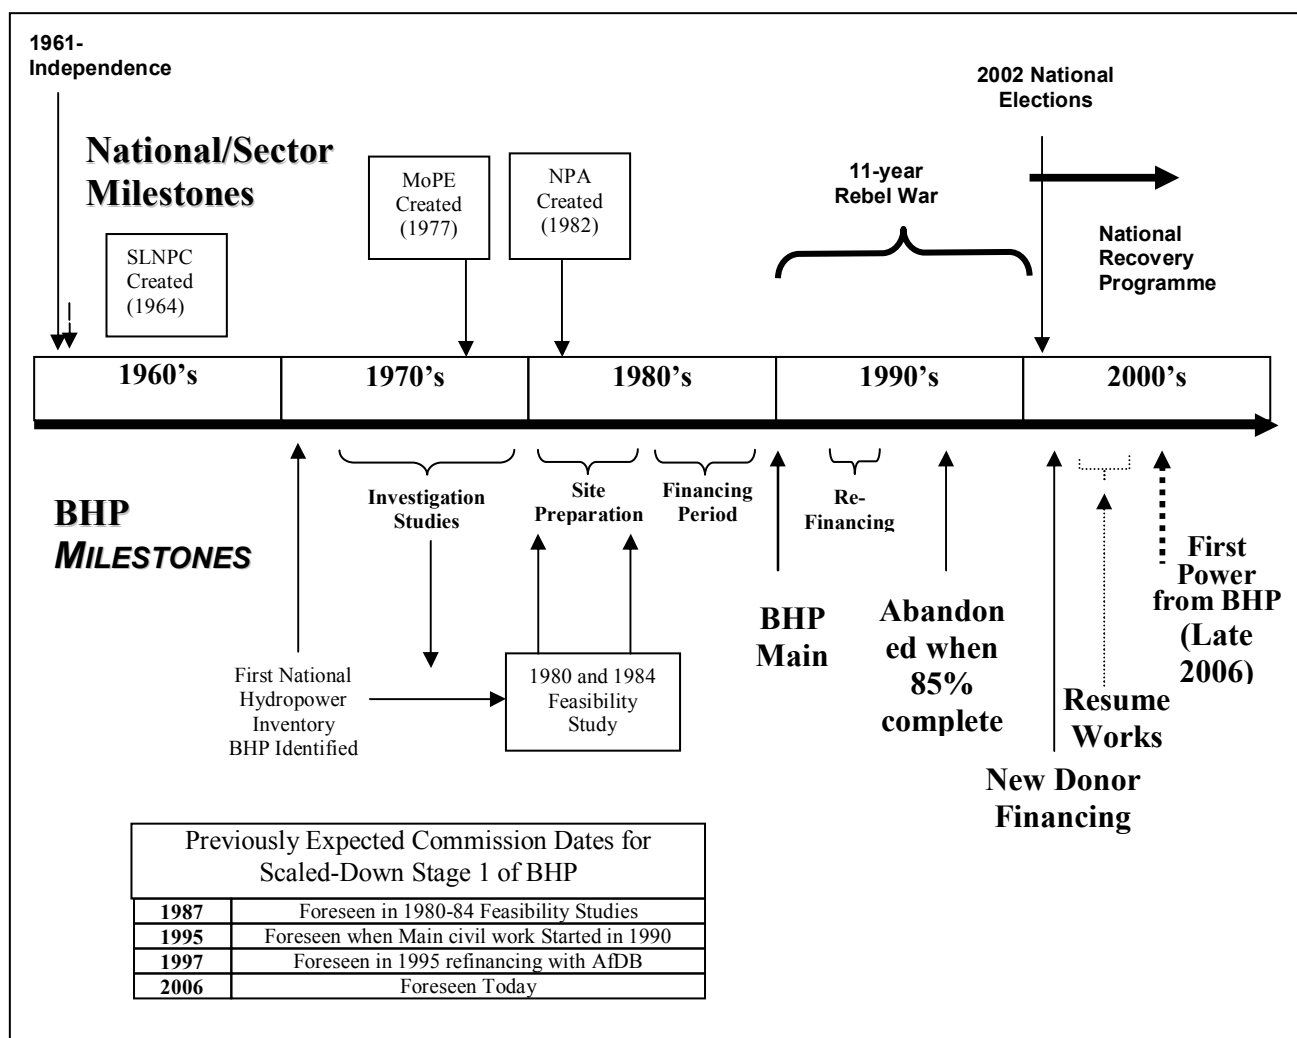 1961-
Independence
2002 National
Elections
National/Sector
Milestones
11-year
Rebel War
MoPE
Created
(1977)
NPA
Created
(1982)
SLNPC
Created
(1964)
National
Recovery
Programme
1960's
1970's
1980's
1990's
2000's
BHP
MILESTONES
Investigation
Studies
Site
Preparation
Financing
Period
Re-
Financing
First
Power
from BHP
(Late
2006)
BHP
Main
Abandon
ed when
85%
complete
First National
Hydropower
Inventory
BHP Identified
1980 and 1984
Feasibility
Study
Resume
Works
New Donor
Financing
Previously Expected Commission Dates for
Scaled-Down Stage 1 of BHP
1987 Foreseen in 1980-84 Feasibility Studies
1995 Foreseen when Main civil work Started in 1990
1997 Foreseen in 1995 refinancing with AfDB
2006 Foreseen Today